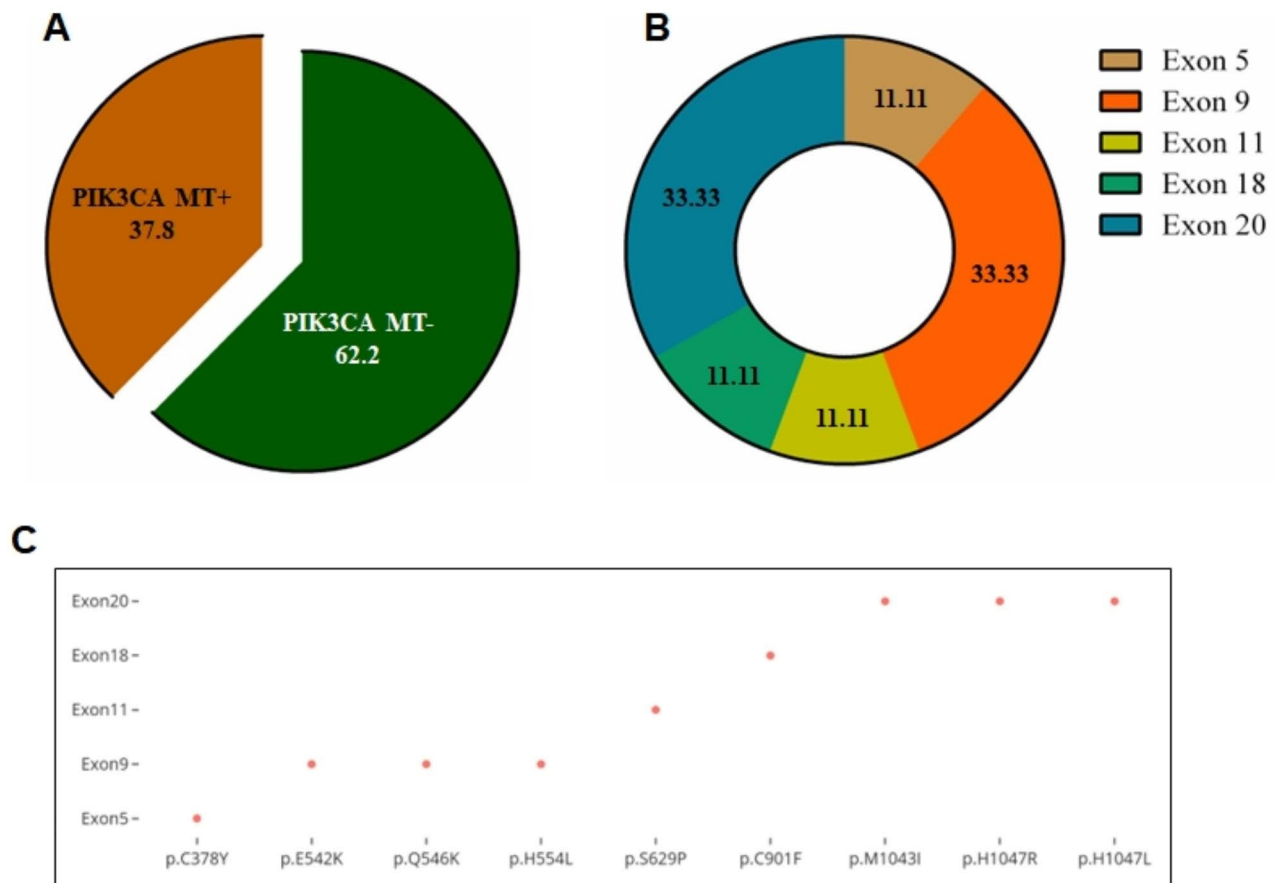 A
PIK3CA MT+
37.8
PIK3CA MT-
62.2
B
11.11
33.33
33.33
11.11
11.11
Exon 5
Exon 9
Exon 11
Exon 18
Exon 20
C
Exon20
Exon18
Exon11
Exon9
Exon5
p.C378Y p.E542K p.Q546K p.H554L p.S629P p.C901F p.M1043I p.H1047R p.H1047L